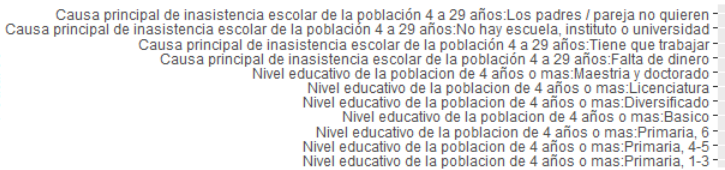 Causa principal de inasistencia escolar de la población 4 a 29 años:Los padres / pareja no quieren
Causa principal de inasistencia escolar de la población 4 a 29 años:No hay escuela, instituto o universidad
Causa principal de inasistencia escolar de la población 4 a 29 años:Tiene que trabajar
Causa principal de inasistencia escolar de la población 4 a 29 años:Falta de dinero
Nivel educativo de la poblacion de 4 años o mas:Maestria y doctorado
Nivel educativo de la poblacion de 4 años o mas:Licenciatura
Nivel educativo de la poblacion de 4 años o mas:Diversificado
Nivel educativo de la poblacion de 4 años o mas:Basico
Nivel educativo de la poblacion de 4 años o mas:Primaria, 6
Nivel educativo de la poblacion de 4 años o mas:Primaria, 4-5
Nivel educativo de la poblacion de 4 años o mas:Primaria, 1-3